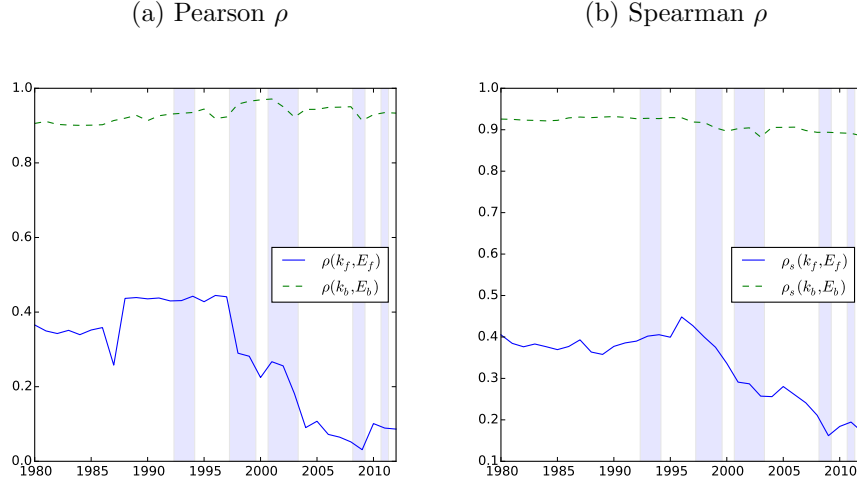 (a) Pearson ρ
1.0
0.8
0.6
0.4
0.2
0.0
1980 1985 1990 1995 2000 2005 2010
ρ(k_f,E_f)
ρ(k_b,E_b)
(b) Spearman ρ
1.0
0.9
0.8
0.7
0.6
0.5
0.4
0.3
0.2
0.1
1980 1985 1990 1995 2000 2005 2010
ρ_s(k_f,E_f)
ρ_s(k_b,E_b)